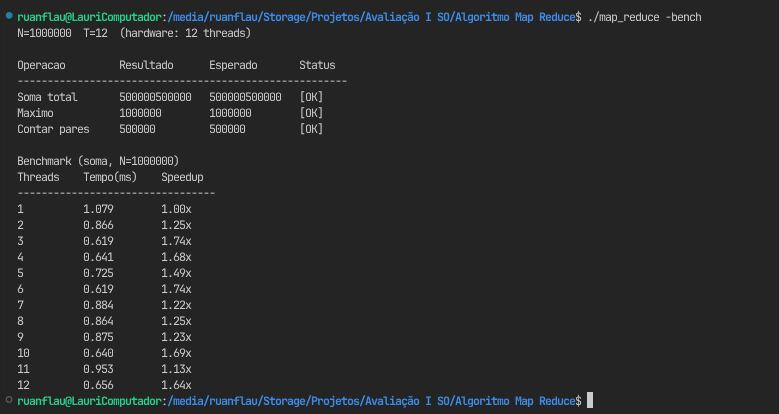 ruanflau@LauriComputador:/media/ruanflau/Storage/Projetos/Avaliação I SO/Algoritmo Map Reduce$ ./map_reduce -bench
N=1000000  T=12  (hardware: 12 threads)
Operacao         Resultado      Esperado       Status
-------------------------------------------------------
Soma total       500000500000   500000500000   [OK]
Maximo           1000000        1000000        [OK]
Contar pares     500000         500000         [OK]
Benchmark (soma, N=1000000)
Threads    Tempo(ms)    Speedup
---------------------------------
1          1.079        1.00x
2          0.866        1.25x
3          0.619        1.74x
4          0.641        1.68x
5          0.725        1.49x
6          0.619        1.74x
7          0.884        1.22x
8          0.864        1.25x
9          0.875        1.23x
10         0.640        1.69x
11         0.953        1.13x
12         0.656        1.64x
ruanflau@LauriComputador:/media/ruanflau/Storage/Projetos/Avaliação I SO/Algoritmo Map Reduce$